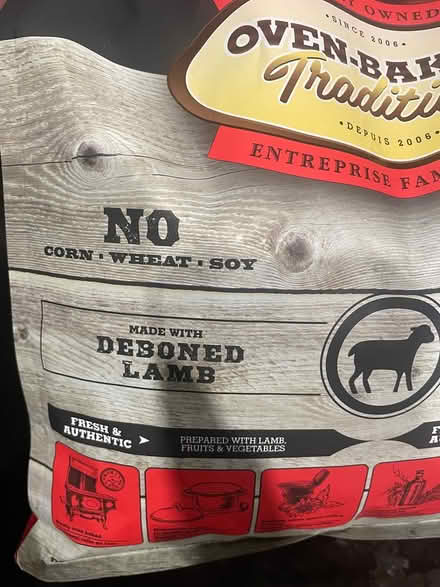 Y OWNED
•SINCE 2006•
OVEN-BAK
Traditi
•DEPUIS 2006•
ENTREPRISE FAM
NO
CORN • WHEAT • SOY
MADE WITH
DEBONED
LAMB
FRESH &
AUTHENTIC
PREPARED WITH LAMB,
FRUITS & VEGETABLES